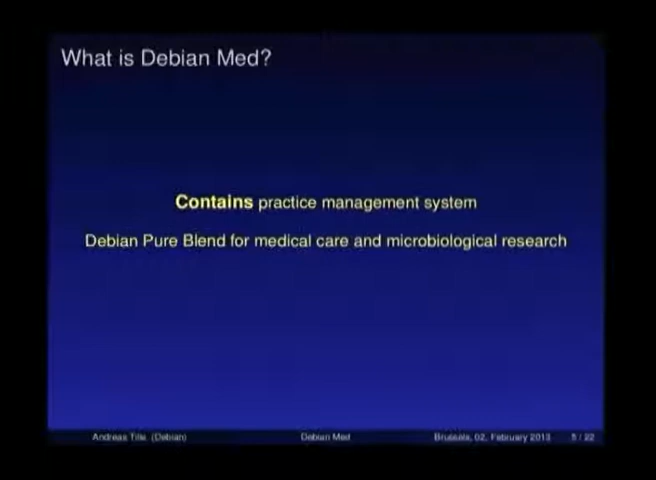 What is Debian Med?
Contains practice management system
Debian Pure Blend for medical care and microbiological research
Andreas Tille (Debian) Debian Med Brussels, 02. February 2013 5 / 22